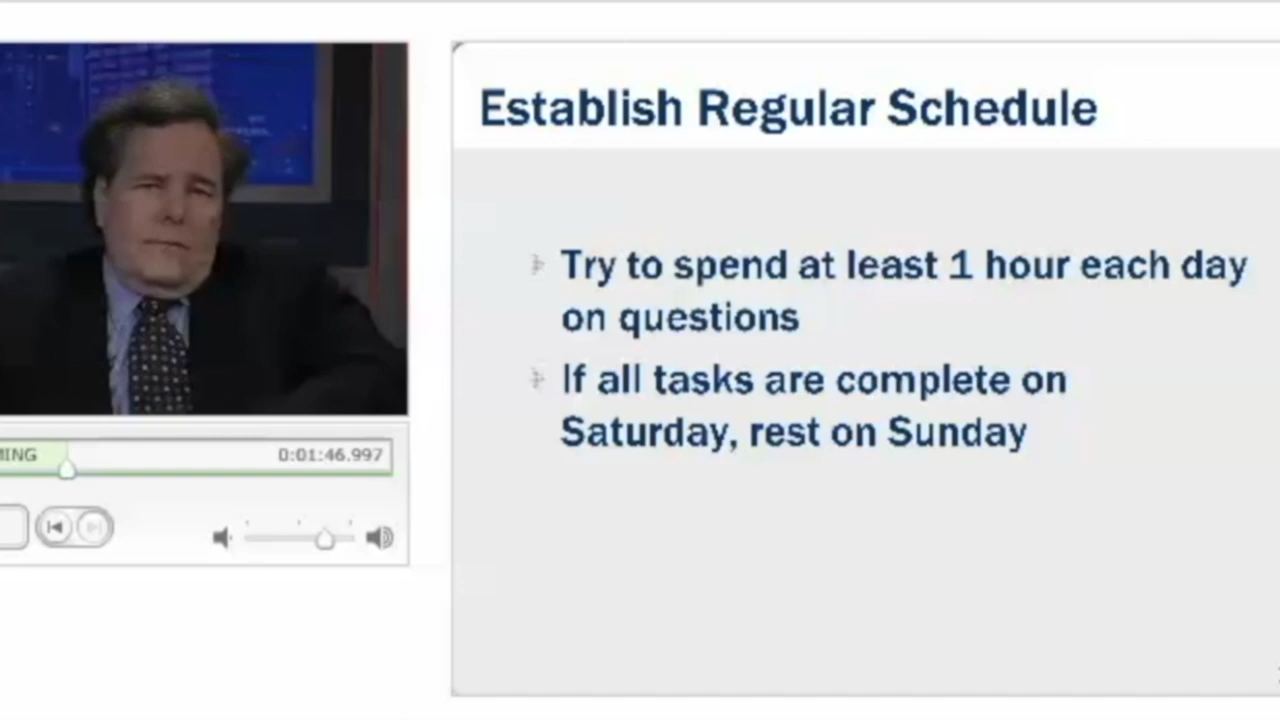 Establish Regular Schedule
Try to spend at least 1 hour each day
on questions
If all tasks are complete on
Saturday, rest on Sunday
MING
0:01:46.997